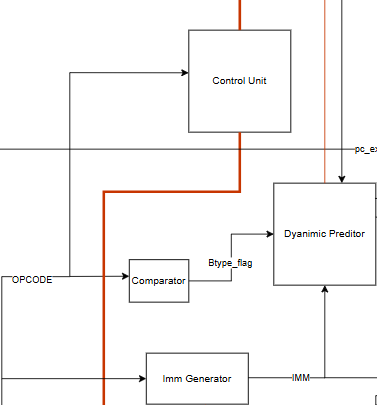 Control Unit
pc_ex
Dyanimic Preditor
Btype_flag
OPCODE
Comparator
Imm Generator
IMM